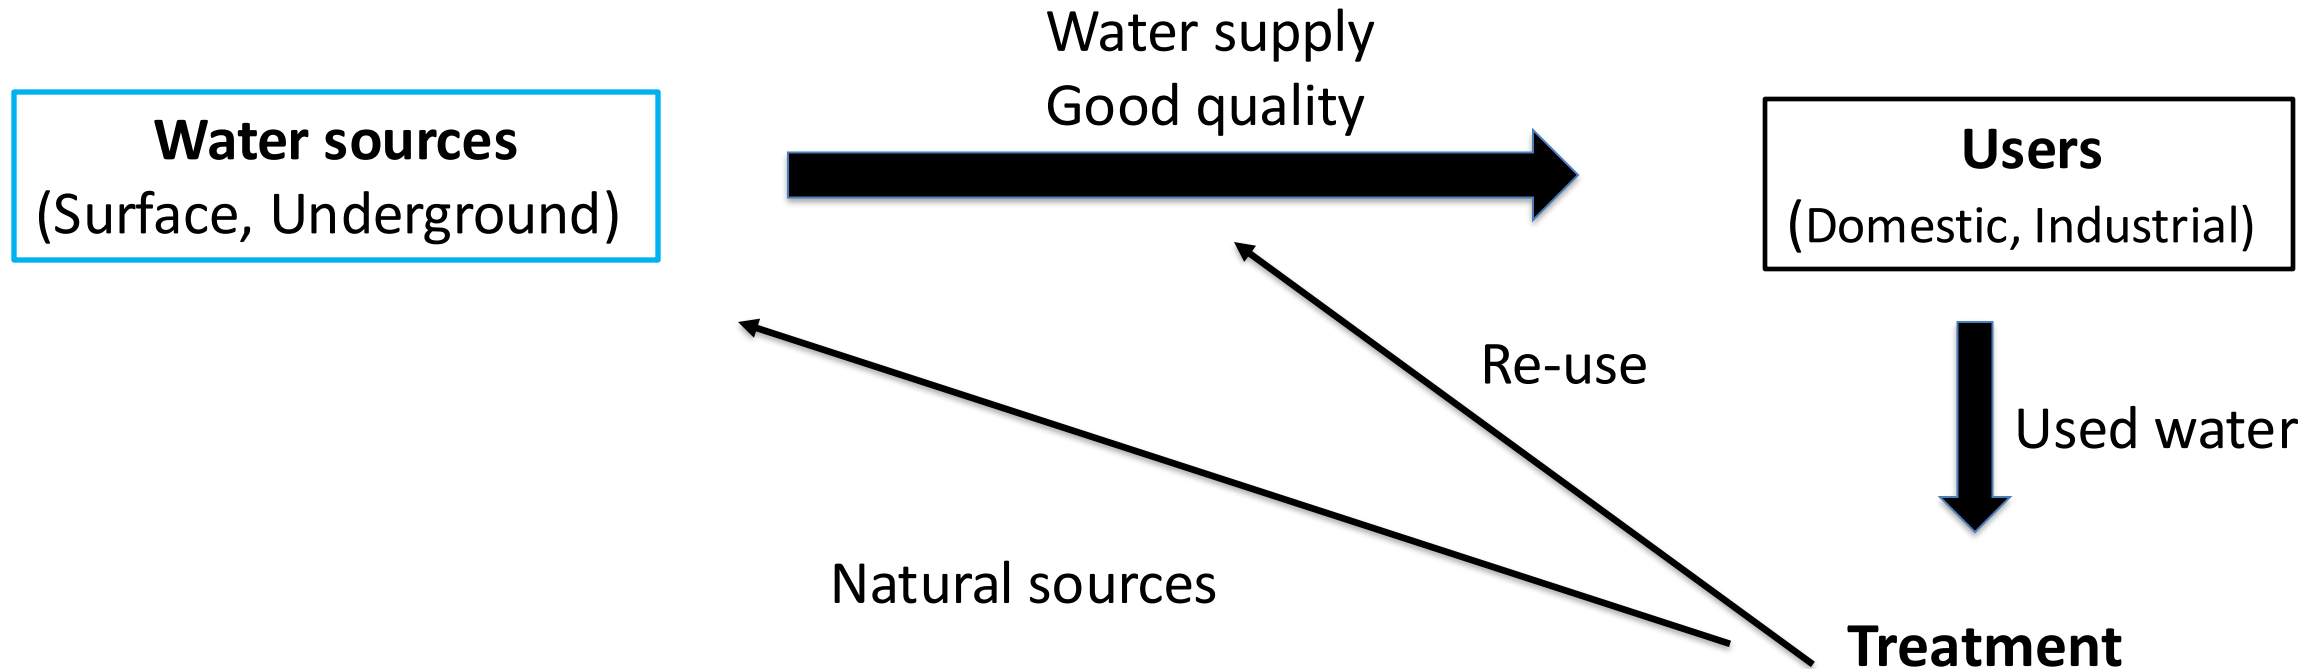 Water supply
Good quality
Water sources
(Surface, Underground)
Users
(Domestic, Industrial)
Re-use
Used water
Natural sources
Treatment